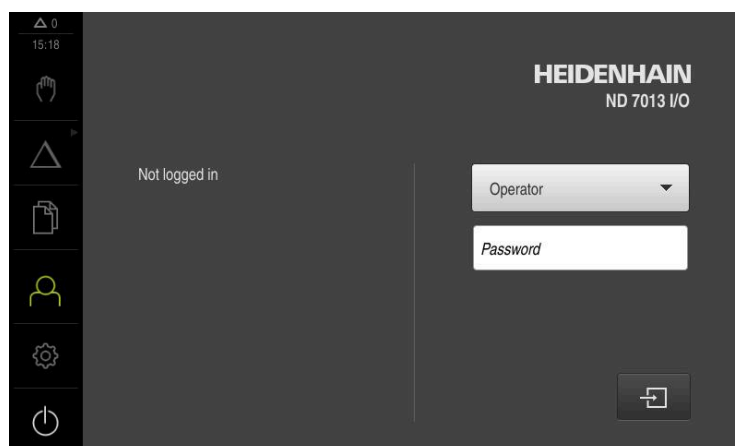 0
15:18
HEIDENHAIN
ND 7013 I/O
Not logged in
Operator
Password